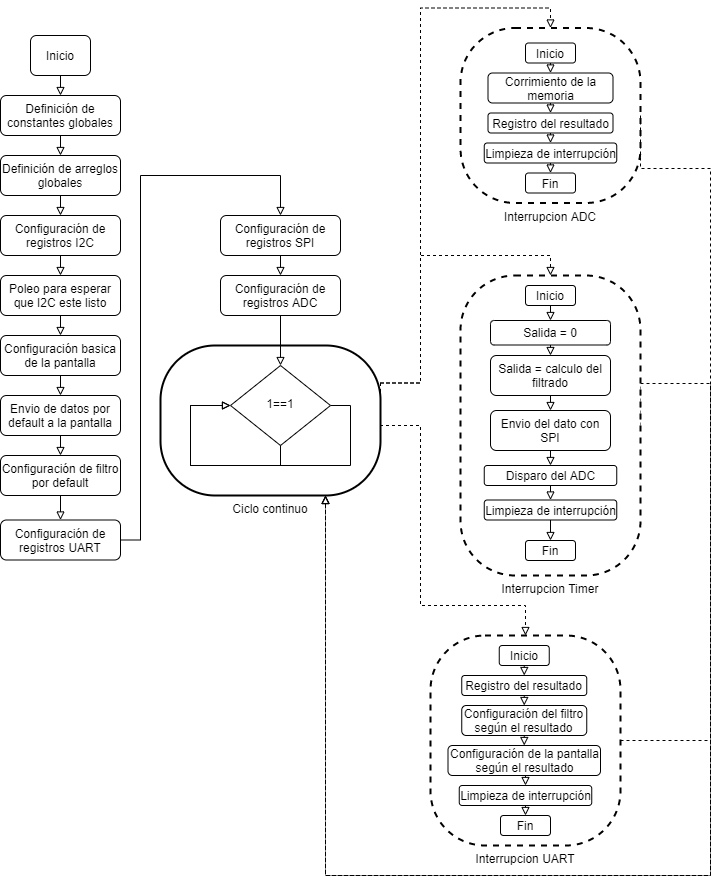 Inicio
Definición de
constantes globales
Definición de arreglos
globales
Configuración de
registros I2C
Poleo para esperar
que I2C este listo
Configuración basica
de la pantalla
Envio de datos por
default a la pantalla
Configuración de filtro
por default
Configuración de
registros UART
Configuración de
registros SPI
Configuración de
registros ADC
1==1
Ciclo continuo
Inicio
Corrimiento de la
memoria
Registro del resultado
Limpieza de interrupción
Fin
Interrupcion ADC
Inicio
Salida = 0
Salida = calculo del
filtrado
Envio del dato con
SPI
Disparo del ADC
Limpieza de interrupción
Fin
Interrupcion Timer
Inicio
Registro del resultado
Configuración del filtro
según el resultado
Configuración de la pantalla
según el resultado
Limpieza de interrupción
Fin
Interrupcion UART